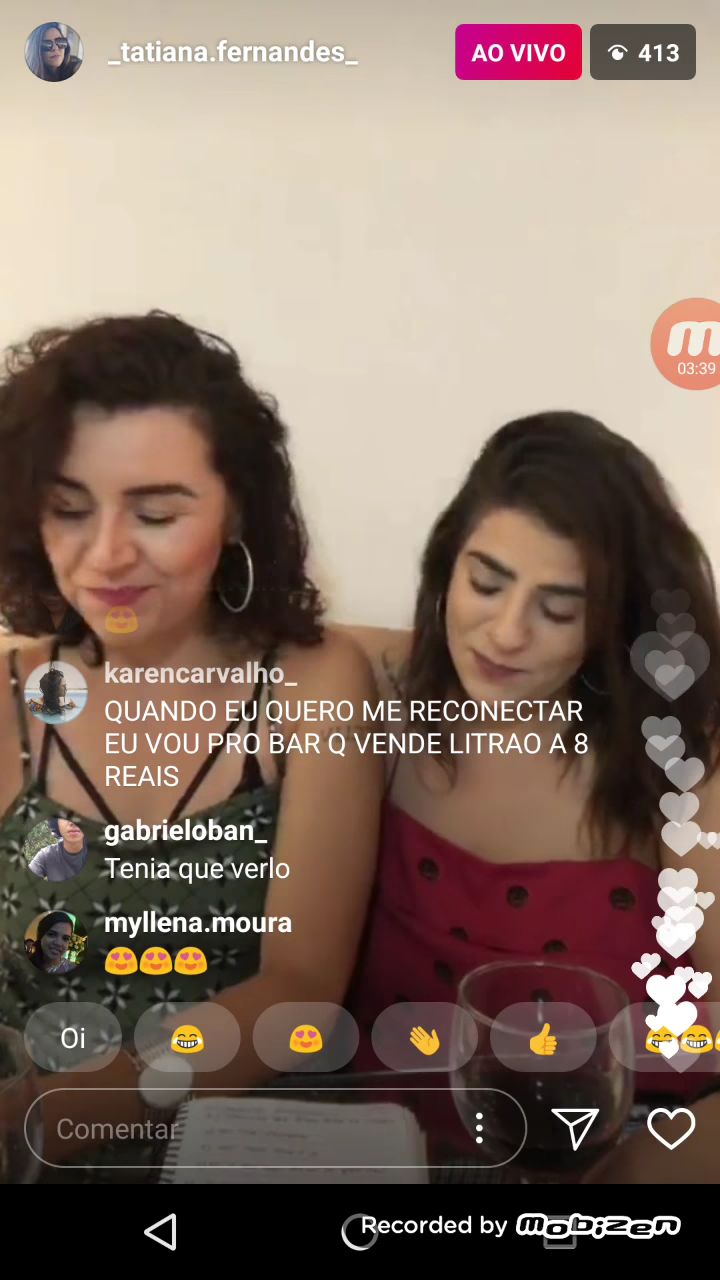 _tatiana.fernandes_
AO VIVO
413
03:39
karencarvalho_
QUANDO EU QUERO ME RECONECTAR
EU VOU PRO BAR Q VENDE LITRAO A 8
REAIS
gabrieloban_
Tenia que verlo
myllena.moura
Oi
Comentar
Recorded by mobizen